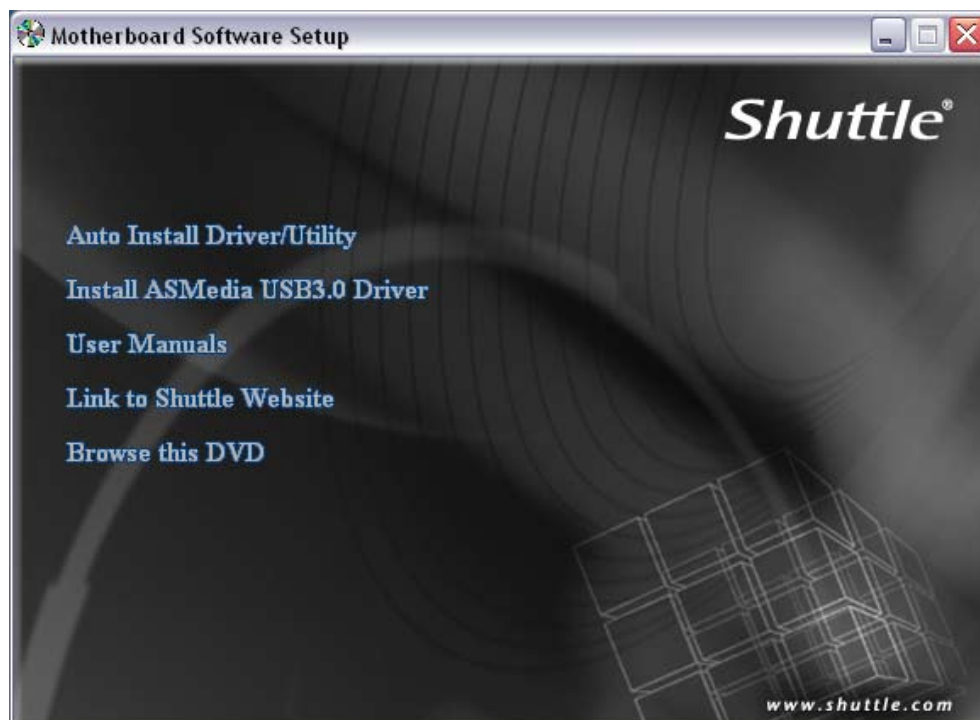 Motherboard Software Setup
Shuttle®
Auto Install Driver/Utility
Install ASMedia USB3.0 Driver
User Manuals
Link to Shuttle Website
Browse this DVD
www.shuttle.com